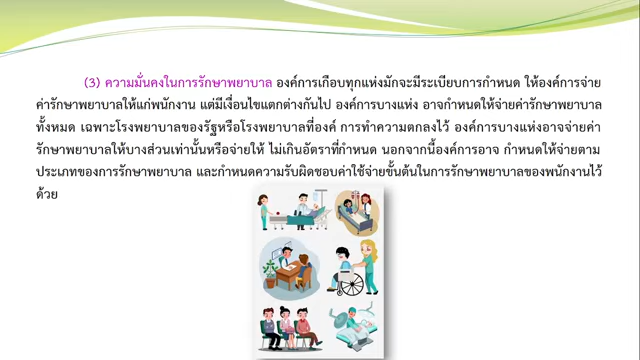 (3) ความมั่นคงในการรักษาพยาบาล องค์การเกือบทุกแห่งมักจะมีระเบียบการกำหนด ให้องค์การจ่าย
ค่ารักษาพยาบาลให้แก่พนักงาน แต่มีเงื่อนไขแตกต่างกันไป องค์การบางแห่ง อาจกำหนดให้จ่ายค่ารักษาพยาบาล
ทั้งหมด เฉพาะโรงพยาบาลของรัฐหรือโรงพยาบาลที่องค์ การทำความตกลงไว้ องค์การบางแห่งอาจจ่ายค่า
รักษาพยาบาลให้บางส่วนเท่านั้นหรือจ่ายให้ ไม่เกินอัตราที่กำหนด นอกจากนี้องค์การอาจ กำหนดให้จ่ายตาม
ประเภทของการรักษาพยาบาล และกำหนดความรับผิดชอบค่าใช้จ่ายขั้นต้นในการรักษาพยาบาลของพนักงานไว้
ด้วย